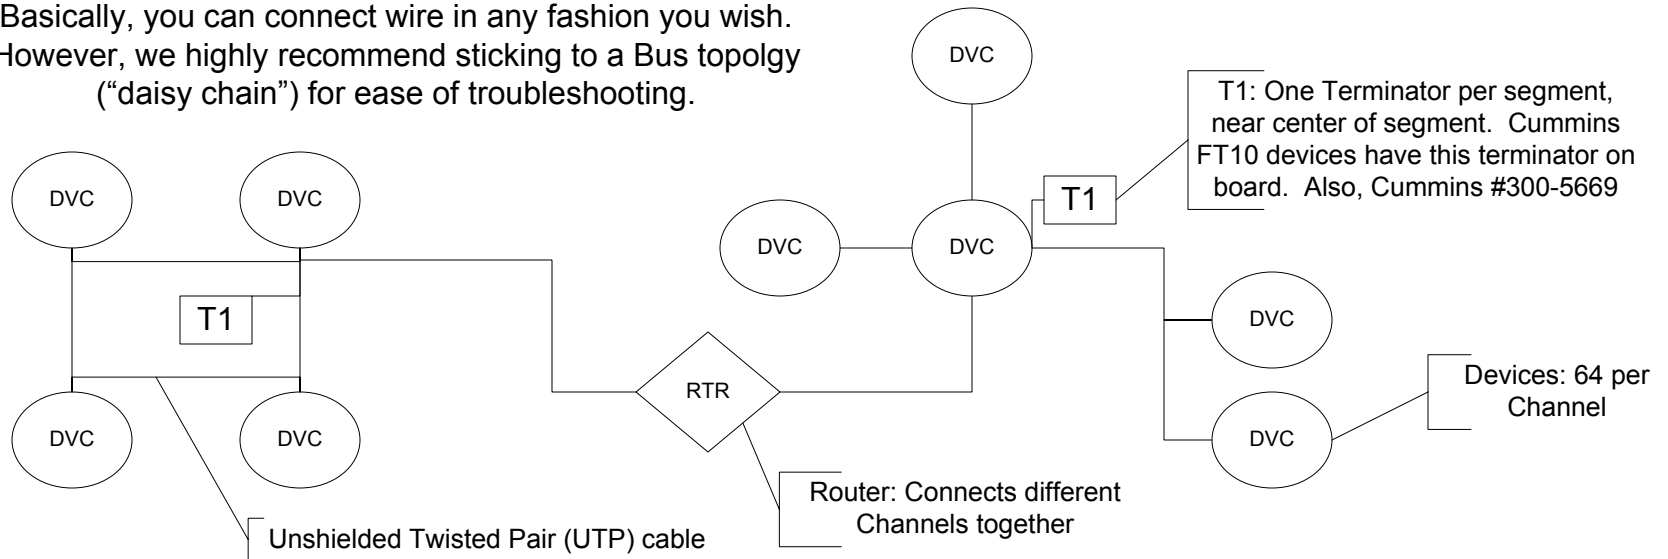 Basically, you can connect wire in any fashion you wish.
However, we highly recommend sticking to a Bus topolgy
(“daisy chain”) for ease of troubleshooting.
DVC
T1: One Terminator per segment,
near center of segment. Cummins
FT10 devices have this terminator on
board. Also, Cummins #300-5669
DVC
DVC
T1
DVC
DVC
T1
DVC
Devices: 64 per
Channel
RTR
DVC
DVC
DVC
Router: Connects different
Channels together
Unshielded Twisted Pair (UTP) cable